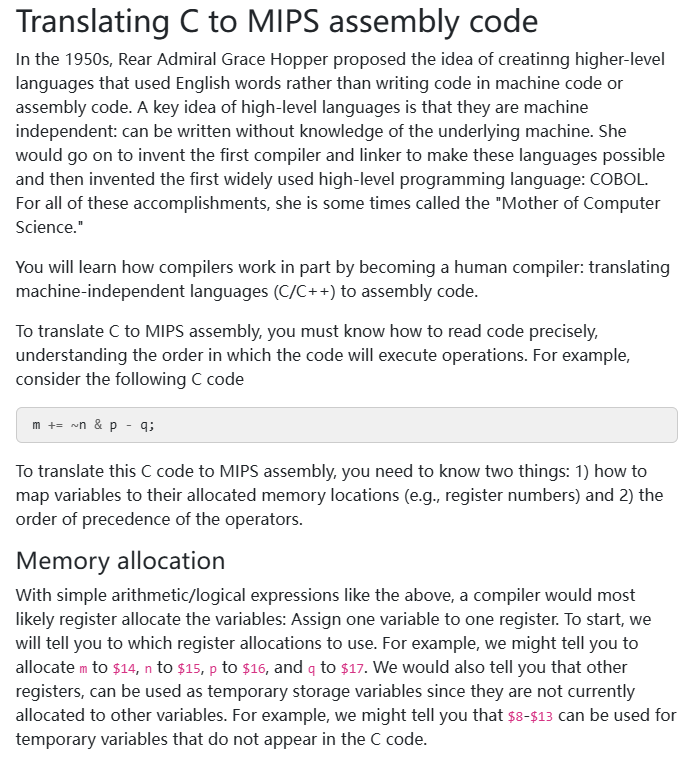 Translating C to MIPS assembly code
In the 1950s, Rear Admiral Grace Hopper proposed the idea of creatinng higher-level
languages that used English words rather than writing code in machine code or
assembly code. A key idea of high-level languages is that they are machine
independent: can be written without knowledge of the underlying machine. She
would go on to invent the first compiler and linker to make these languages possible
and then invented the first widely used high-level programming language: COBOL.
For all of these accomplishments, she is some times called the "Mother of Computer
Science."
You will learn how compilers work in part by becoming a human compiler: translating
machine-independent languages (C/C++) to assembly code.
To translate C to MIPS assembly, you must know how to read code precisely,
understanding the order in which the code will execute operations. For example,
consider the following C code
m += ~n & p - q;
To translate this C code to MIPS assembly, you need to know two things: 1) how to
map variables to their allocated memory locations (e.g., register numbers) and 2) the
order of precedence of the operators.
Memory allocation
With simple arithmetic/logical expressions like the above, a compiler would most
likely register allocate the variables: Assign one variable to one register. To start, we
will tell you to which register allocations to use. For example, we might tell you to
allocate m to $14, n to $15, p to $16, and q to $17. We would also tell you that other
registers, can be used as temporary storage variables since they are not currently
allocated to other variables. For example, we might tell you that $8-$13 can be used for
temporary variables that do not appear in the C code.